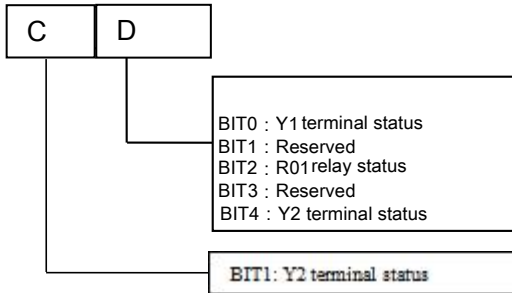 C D
BIT0：Y1 terminal status
BIT1：Reserved
BIT2：R01 relay status
BIT3：Reserved
BIT4：Y2 terminal status
BIT1: Y2 terminal status